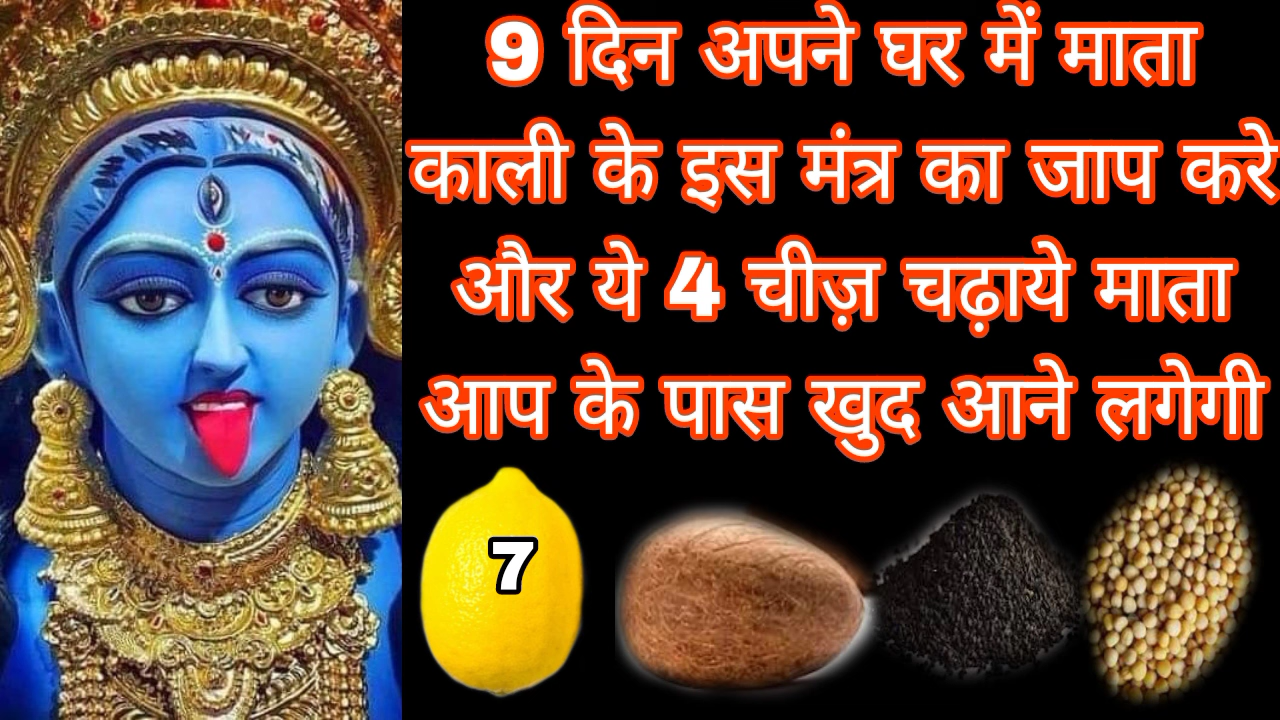 9 दिन अपने घर में माता
काली के इस मंत्र का जाप करे
और ये 4 चीज़ चढ़ाये माता
आप के पास खुद आने लगेगी
7